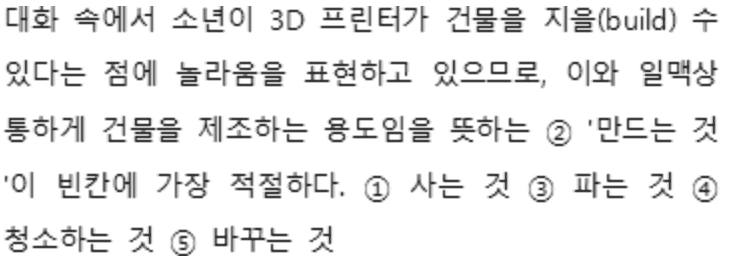 대화 속에서 소년이 3D 프린터가 건물을 지을(build) 수
있다는 점에 놀라움을 표현하고 있으므로, 이와 일맥상
통하게 건물을 제조하는 용도임을 뜻하는 ② '만드는 것
'이 빈칸에 가장 적절하다. ① 사는 것 ③ 파는 것 ④
청소하는 것 ⑤ 바꾸는 것